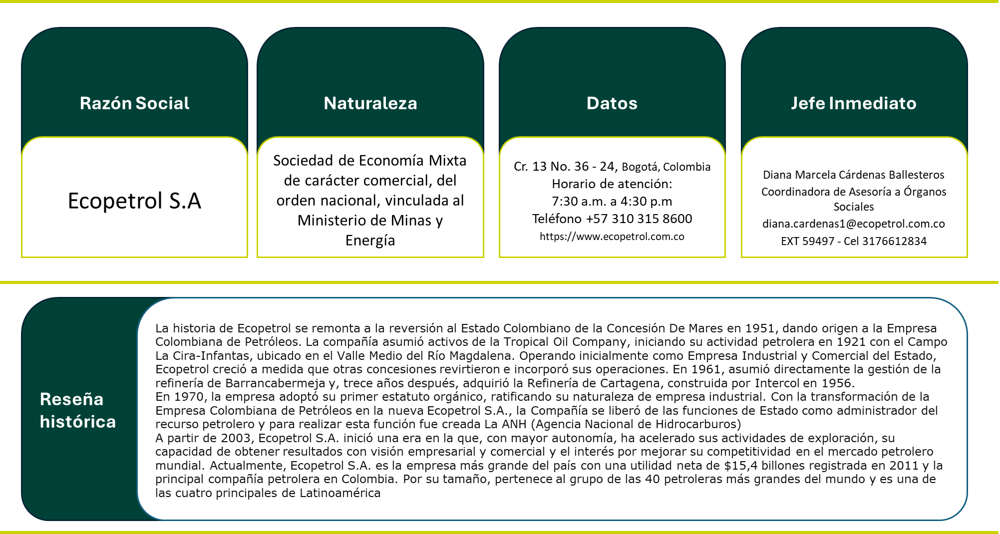 Razón Social
Ecopetrol S.A
Naturaleza
Sociedad de Economía Mixta
de carácter comercial, del
orden nacional, vinculada al
Ministerio de Minas y
Energía
Datos
Cr. 13 No. 36 - 24, Bogotá, Colombia
Horario de atención:
7:30 a.m. a 4:30 p.m
Teléfono +57 310 315 8600
https://www.ecopetrol.com.co
Jefe Inmediato
Diana Marcela Cárdenas Ballesteros
Coordinadora de Asesoría a Órganos
Sociales
diana.cardenas1@ecopetrol.com.co
EXT 59497 - Cel 3176612834
Reseña
histórica
La historia de Ecopetrol se remonta a la reversión al Estado Colombiano de la Concesión De Mares en 1951, dando origen a la Empresa
Colombiana de Petróleos. La compañía asumió activos de la Tropical Oil Company, iniciando su actividad petrolera en 1921 con el Campo
La Cira-Infantas, ubicado en el Valle Medio del Río Magdalena. Operando inicialmente como Empresa Industrial y Comercial del Estado,
Ecopetrol creció a medida que otras concesiones revirtieron e incorporó sus operaciones. En 1961, asumió directamente la gestión de la
refinería de Barrancabermeja y, trece años después, adquirió la Refinería de Cartagena, construida por Intercol en 1956.
En 1970, la empresa adoptó su primer estatuto orgánico, ratificando su naturaleza de empresa industrial. Con la transformación de la
Empresa Colombiana de Petróleos en la nueva Ecopetrol S.A., la Compañía se liberó de las funciones de Estado como administrador del
recurso petrolero y para realizar esta función fue creada La ANH (Agencia Nacional de Hidrocarburos)
A partir de 2003, Ecopetrol S.A. inició una era en la que, con mayor autonomía, ha acelerado sus actividades de exploración, su
capacidad de obtener resultados con visión empresarial y comercial y el interés por mejorar su competitividad en el mercado petrolero
mundial. Actualmente, Ecopetrol S.A. es la empresa más grande del país con una utilidad neta de $15,4 billones registrada en 2011 y la
principal compañía petrolera en Colombia. Por su tamaño, pertenece al grupo de las 40 petroleras más grandes del mundo y es una de
las cuatro principales de Latinoamérica